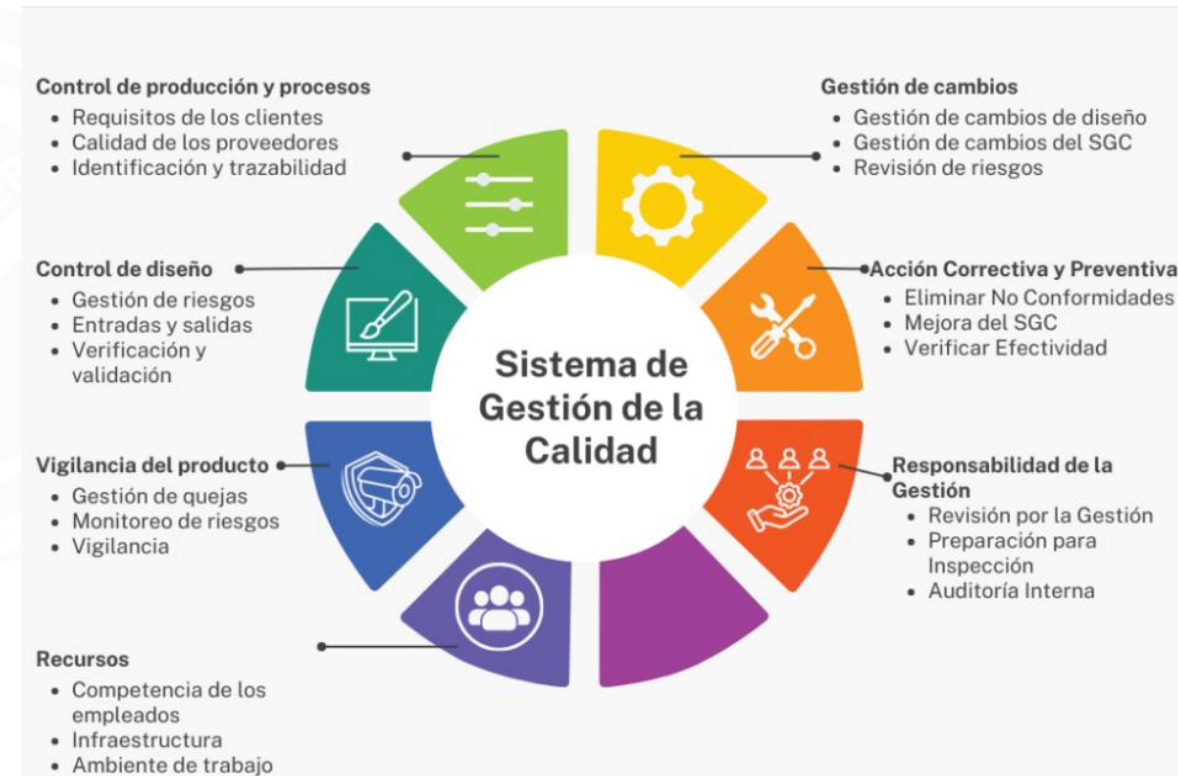 Control de producción y procesos
• Requisitos de los clientes
• Calidad de los proveedores
• Identificación y trazabilidad
Gestión de cambios
• Gestión de cambios de diseño
• Gestión de cambios del SGC
• Revisión de riesgos
Control de diseño
• Gestión de riesgos
• Entradas y salidas
• Verificación y
validación
Acción Correctiva y Preventiva
• Eliminar No Conformidades
• Mejora del SGC
• Verificar Efectividad
Sistema de
Gestión de la
Calidad
Vigilancia del producto
• Gestión de quejas
• Monitoreo de riesgos
• Vigilancia
Responsabilidad de la
Gestión
• Revisión por la Gestión
• Preparación para
Inspección
• Auditoría Interna
Recursos
• Competencia de los
empleados
• Infraestructura
• Ambiente de trabajo